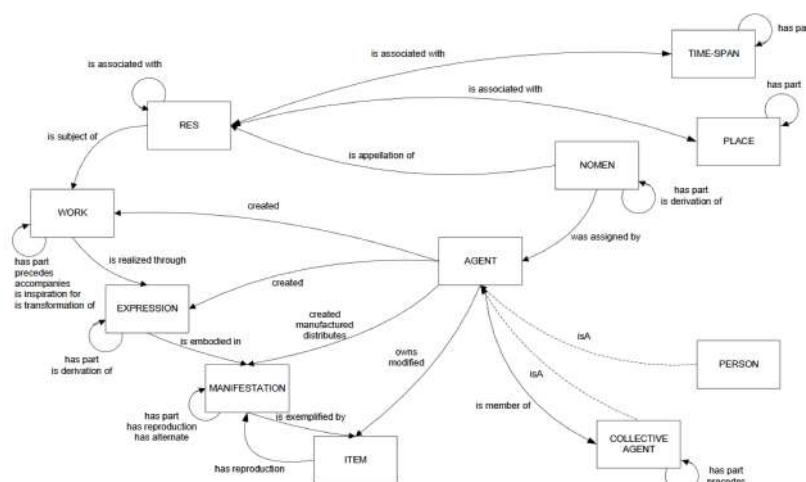 has pa
is associated with
TIME-SPAN
is associated with
is associated with
has part
RES
PLACE
is subject of
is appellation of
NOMEN
has part
is derivation of
WORK
created
was assigned by
has part
precedes
accompanies
is inspiration for
is transformation of
is realized through
AGENT
EXPRESSION
created
has part
is derivation of
is embodied in
created
manufactured
distributes
owns
modified
isA
PERSON
MANIFESTATION
isA
has part
has reproduction
has alternate
is exemplified by
is member of
COLLECTIVE
AGENT
has reproduction
ITEM
has part
precedes